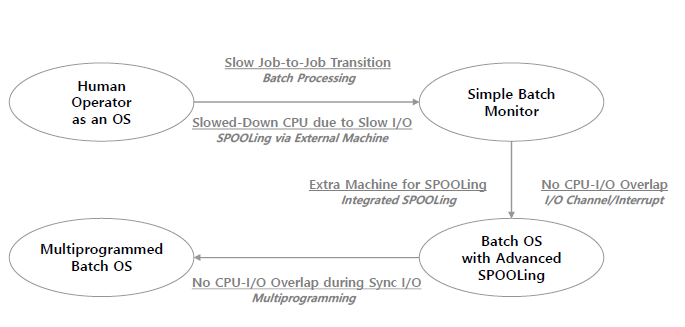 Slow Job-to-Job Transition
Batch Processing
Human
Operator
as an OS
Simple Batch
Monitor
Slowed-Down CPU due to Slow I/O
SPOOLing via External Machine
Extra Machine for SPOOLing
Integrated SPOOLing
No CPU-I/O Overlap
I/O Channel/Interrupt
Multiprogrammed
Batch OS
Batch OS
with Advanced
SPOOLing
No CPU-I/O Overlap during Sync I/O
Multiprogramming